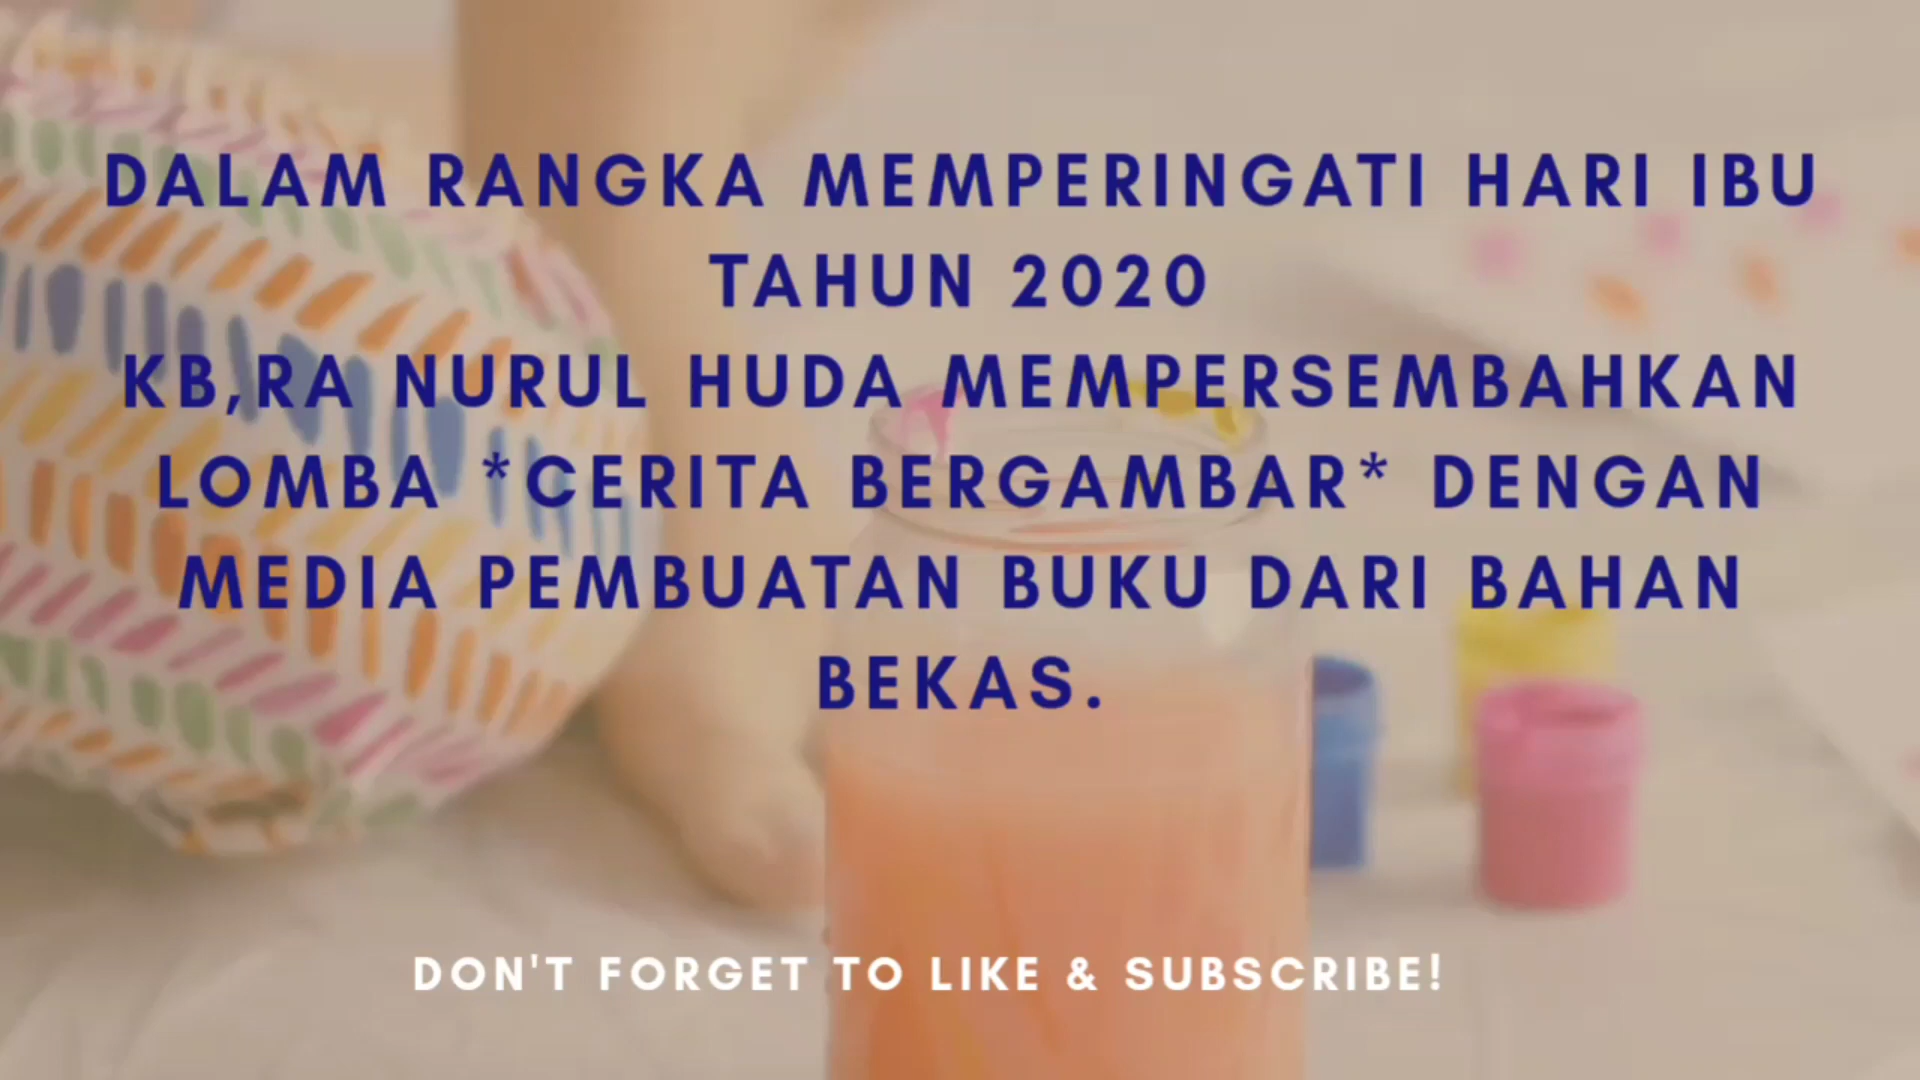 DALAM RANGKA MEMPERINGATI HARI IBU
TAHUN 2020
KB,RA NURUL HUDA MEMPERSEMBAHKAN
LOMBA *CERITA BERGAMBAR* DENGAN
MEDIA PEMBUATAN BUKU DARI BAHAN
BEKAS.
DON'T FORGET TO LIKE & SUBSCRIBE!